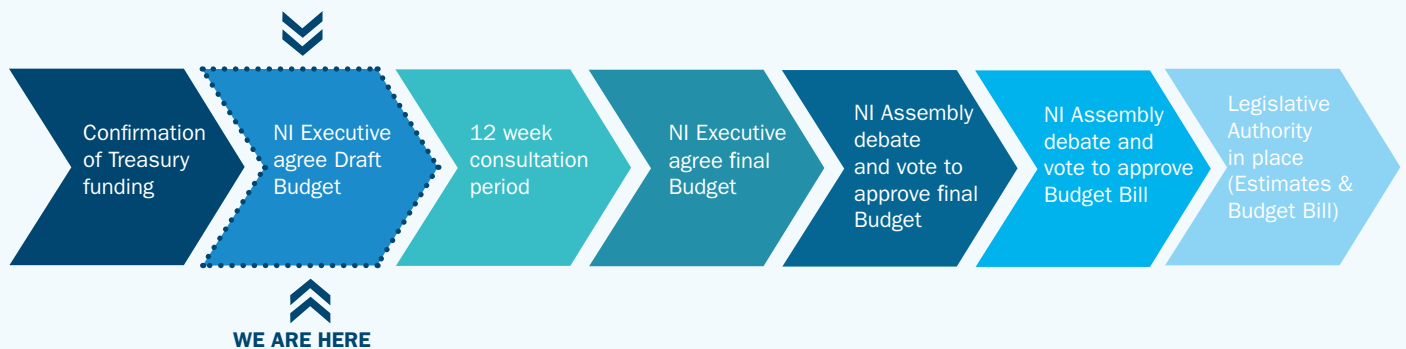 Confirmation
of Treasury
funding
NI Executive
agree Draft
Budget
12 week
consultation
period
NI Executive
agree final
Budget
NI Assembly
debate
and vote to
approve final
Budget
NI Assembly
debate and
vote to approve
Budget Bill
Legislative
Authority
in place
(Estimates &
Budget Bill)
WE ARE HERE